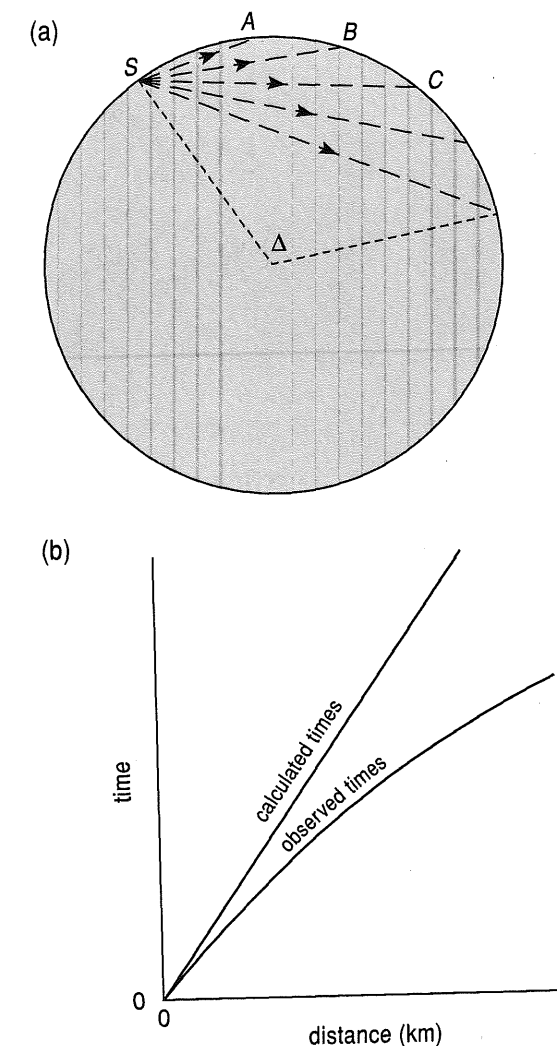 (a)
A
B
S
C
Δ
(b)
time
calculated times
observed times
0
0
distance (km)